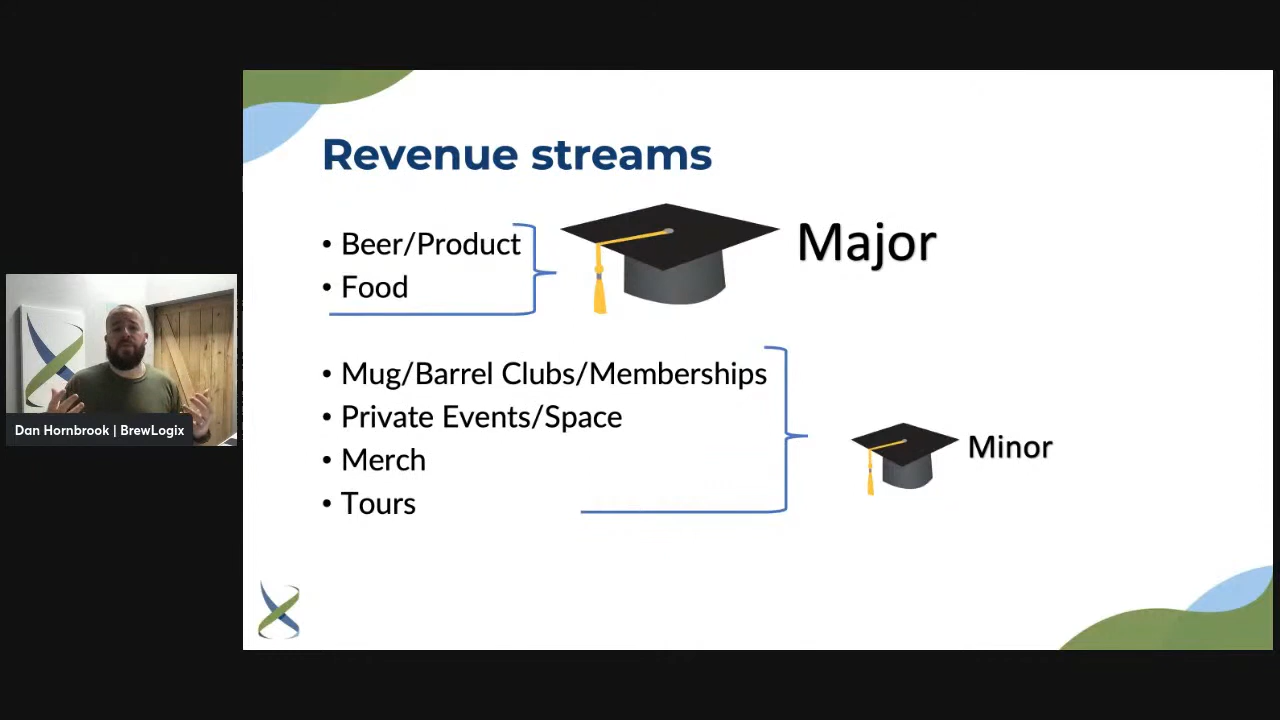 Revenue streams
• Beer/Product
• Food
Major
• Mug/Barrel Clubs/Memberships
• Private Events/Space
• Merch
• Tours
Minor
Dan Hornbrook | BrewLogix